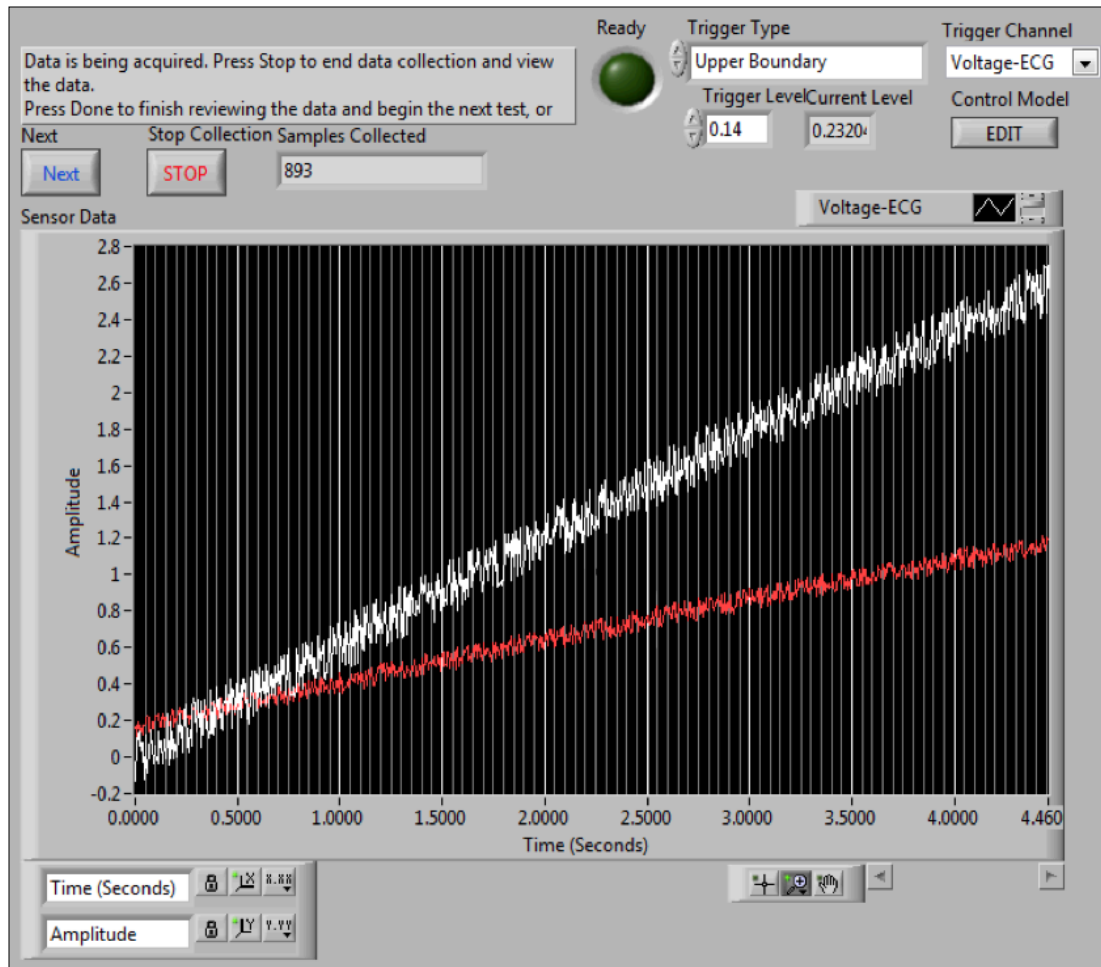 Ready
Trigger Type
Trigger Channel
Data is being acquired. Press Stop to end data collection and view
the data.
Press Done to finish reviewing the data and begin the next test, or
Upper Boundary
Voltage-ECG
Trigger Level
Current Level
Control Model
0.14
0.2320
EDIT
Next
Stop Collection
Samples Collected
Next
STOP
893
Sensor Data
Voltage-ECG
2.8
2.6
2.4
2.2
2
1.8
1.6
1.4
1.2
1
0.8
0.6
0.4
0.2
0
-0.2
Amplitude
0.0000 0.5000 1.0000 1.5000 2.0000 2.5000 3.0000 3.5000 4.0000 4.460
Time (Seconds)
Time (Seconds)
X.XX
Amplitude
Y.YY